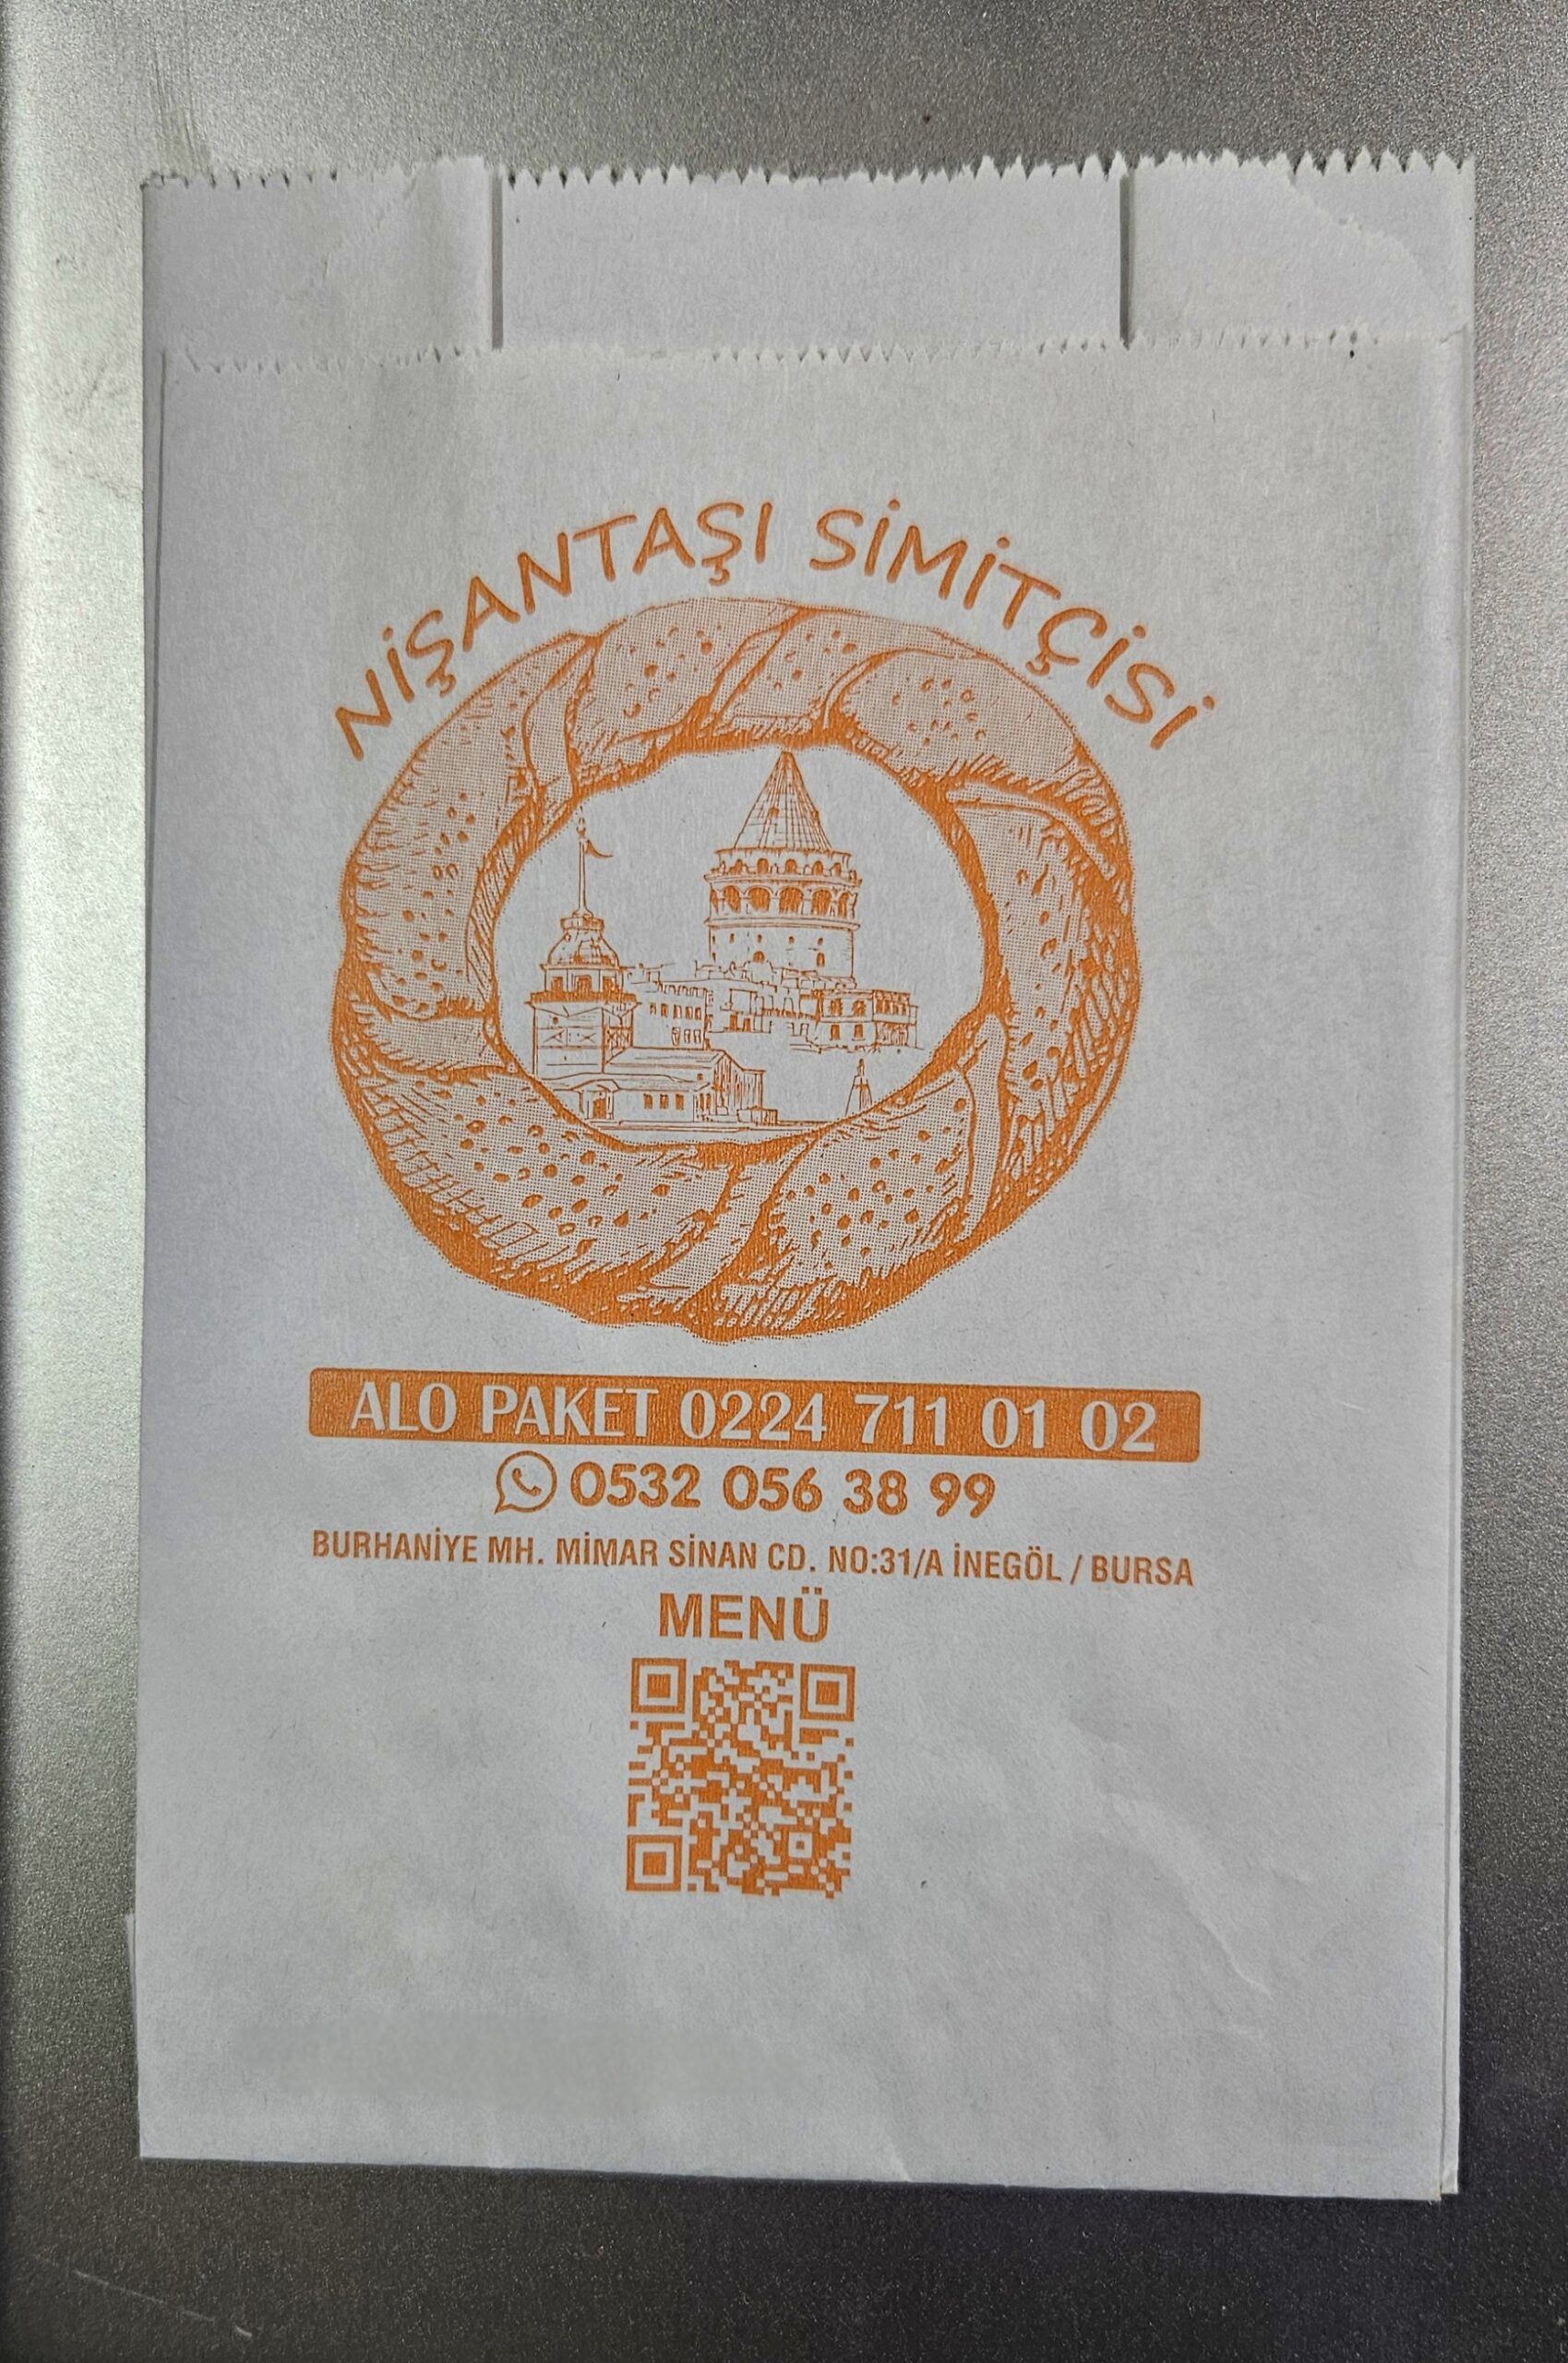 NİŞANTAŞI SİMİTÇİSİ
ALO PAKET 0224 711 01 02
0532 056 38 99
BURHANİYE MH. MİMAR SİNAN CD. NO:31/A İNEGÖL / BURSA
MENÜ